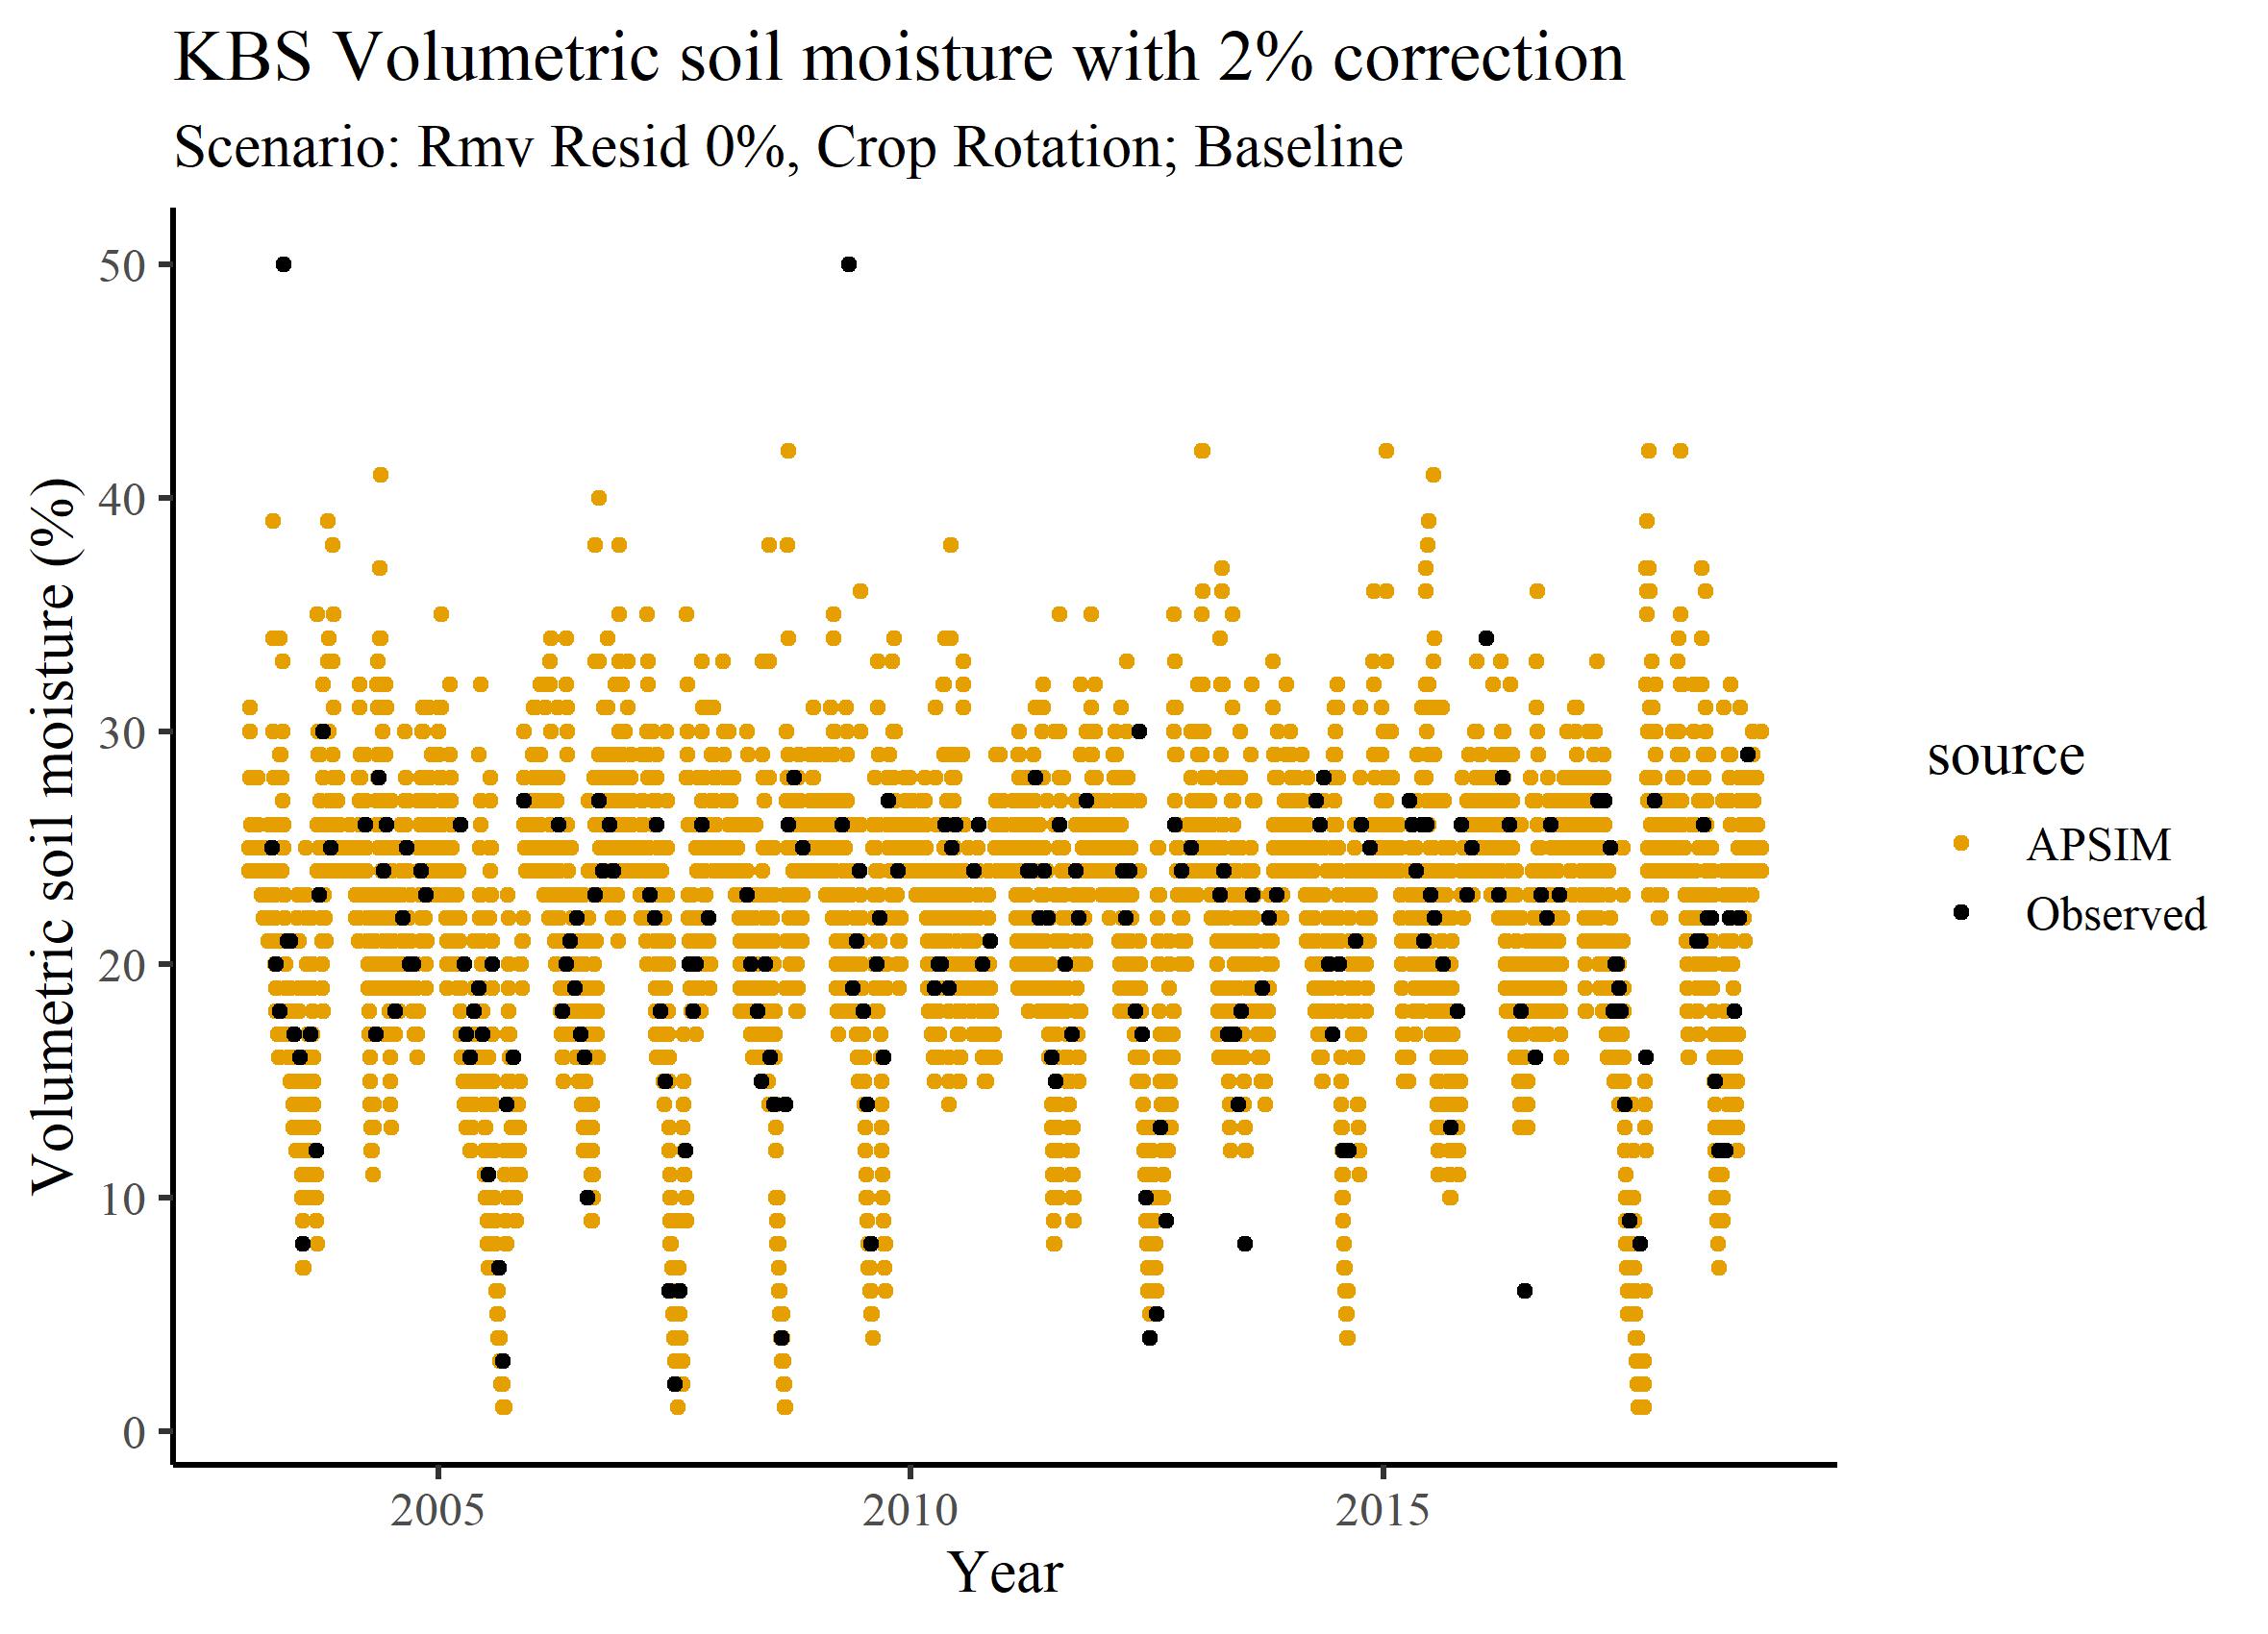 KBS Volumetric soil moisture with 2% correction
Scenario: Rmv Resid 0%, Crop Rotation; Baseline
Volumetric soil moisture (%)
50
40
30
20
10
0
2005 2010 2015
Year
source
APSIM
Observed